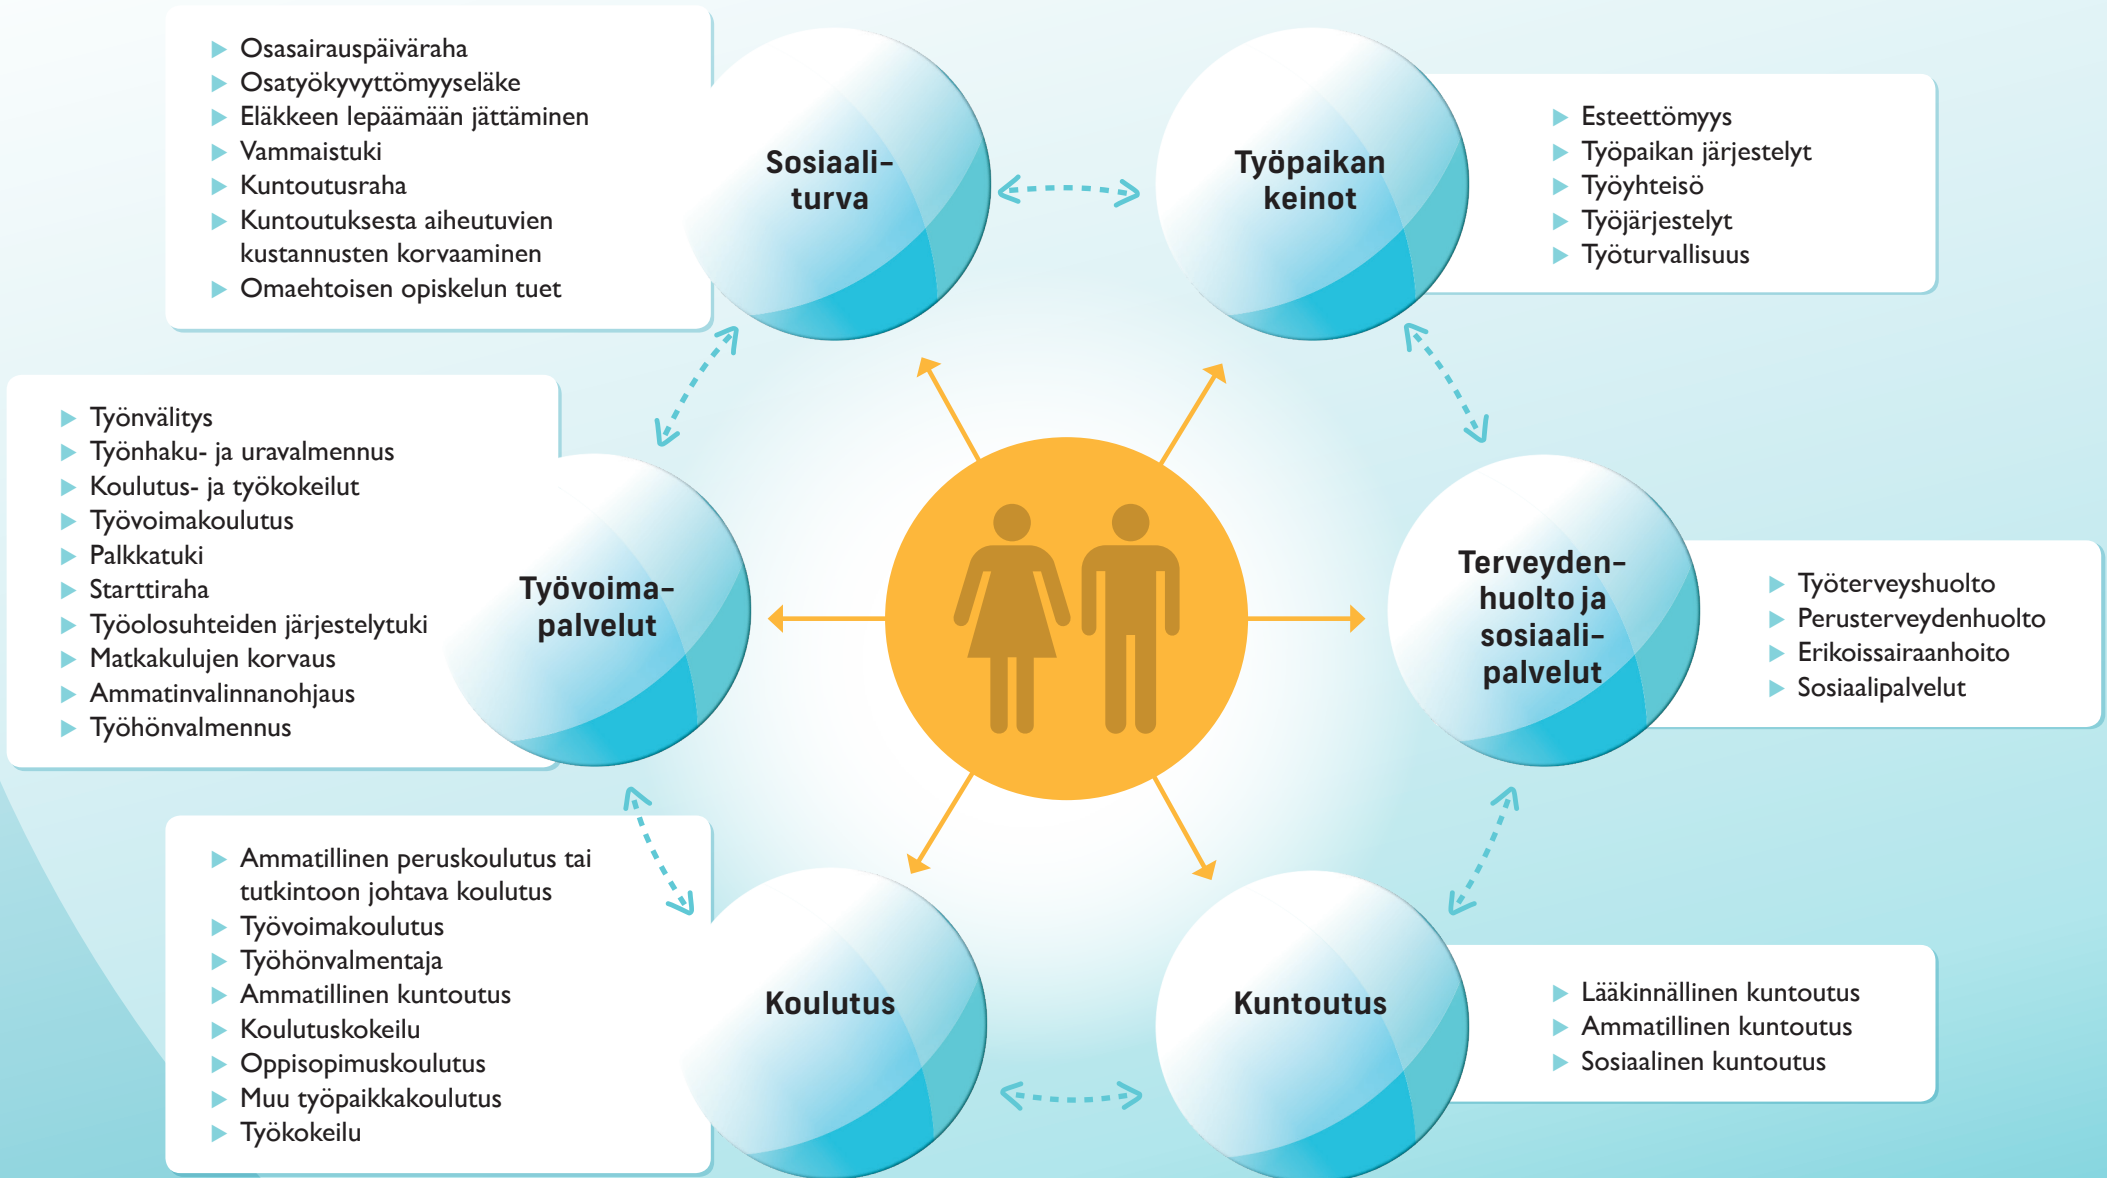 Osasairauspäiväraha
Osatyökyvyttömyyseläke
Eläkkeen lepäämään jättäminen
Vammaistuki
Kuntoutusraha
Kuntoutuksesta aiheutuvien
kustannusten korvaaminen
Omaehtoisen opiskelun tuet
Sosiaali-
turva
Työpaikan
keinot
Esteettömyys
Työpaikan järjestelyt
Työyhteisö
Työjärjestelyt
Työturvallisuus
Työnvälitys
Työnhaku- ja uravalmennus
Koulutus- ja työkokeilut
Työvoimakoulutus
Palkkatuki
Starttiraha
Työolosuhteiden järjestelytuki
Matkakulujen korvaus
Ammatinvalinnanohjaus
Työhönvalmennus
Työvoima-
palvelut
Terveyden-
huolto ja
sosiaali-
palvelut
Työterveyshuolto
Perusterveydenhuolto
Erikoissairaanhoito
Sosiaalipalvelut
Ammatillinen peruskoulutus tai
tutkintoon johtava koulutus
Työvoimakoulutus
Työhönvalmentaja
Ammatillinen kuntoutus
Koulutuskokeilu
Oppisopimuskoulutus
Muu työpaikkakoulutus
Työkokeilu
Koulutus
Kuntoutus
Lääkinnällinen kuntoutus
Ammatillinen kuntoutus
Sosiaalinen kuntoutus